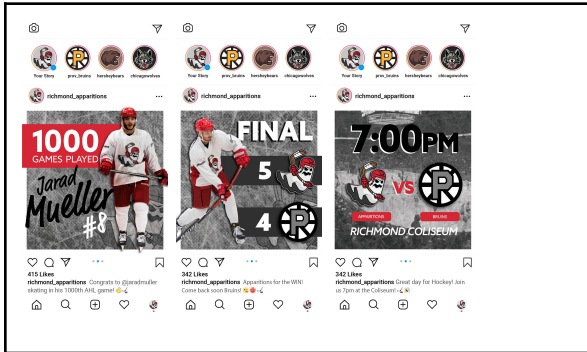 Your Story prov_bruins hersheybears chicagowolves
richmond_apparitions
1000
GAMES PLAYED
Jarad
Mueller
#8
415 Likes
richmond_apparitions Congrats to @jaradmuller
skating in his 1000th AHL game!
Your Story prov_bruins hersheybears chicagowolves
richmond_apparitions
FINAL
5
4
342 Likes
richmond_apparitions Apparitions for the WIN!
Come back soon Bruins!
Your Story prov_bruins hersheybears chicagowolves
richmond_apparitions
7:00PM
VS
APPARITIONS BRUINS
RICHMOND COLISEUM
342 Likes
richmond_apparitions Great day for Hockey! Join
us 7pm at the Coliseum!